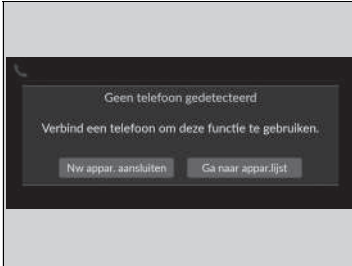 Geen telefoon gedetecteerd
Verbind een telefoon om deze functie te gebruiken.
Nw appar. aansluiten
Ga naar appar.lijst